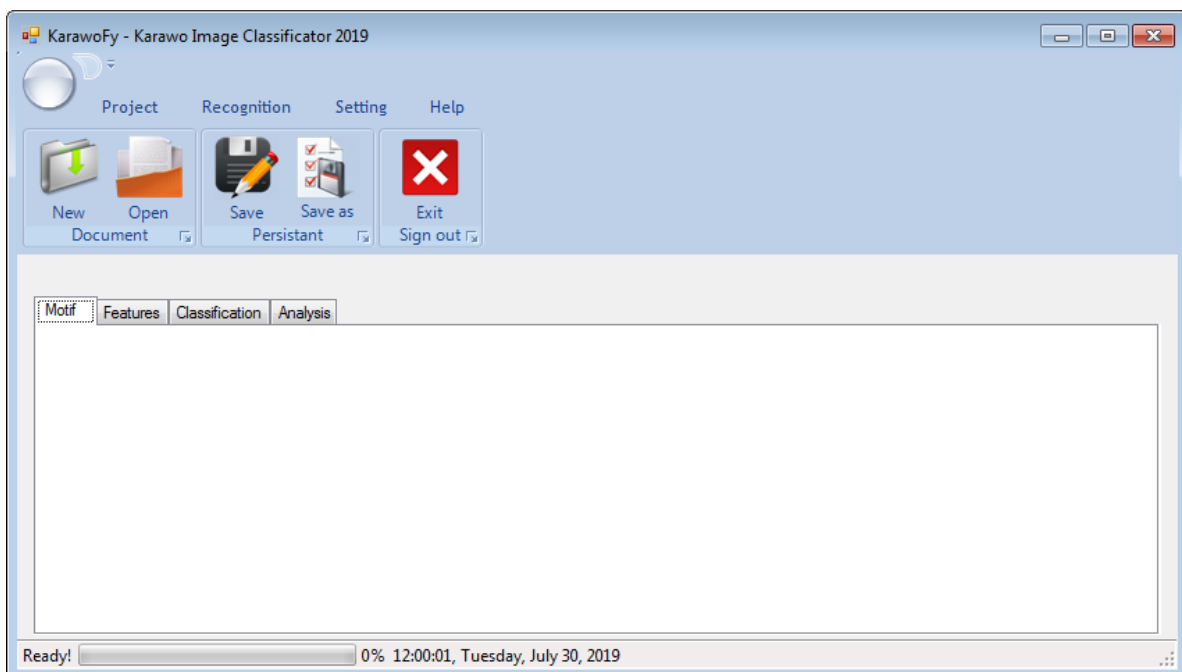 KarawoFy - Karawo Image Classificator 2019
Project Recognition Setting Help
New Open Save Save as Exit
Document Persistant Sign out
Motif Features Classification Analysis
Ready! 0% 12:00:01, Tuesday, July 30, 2019